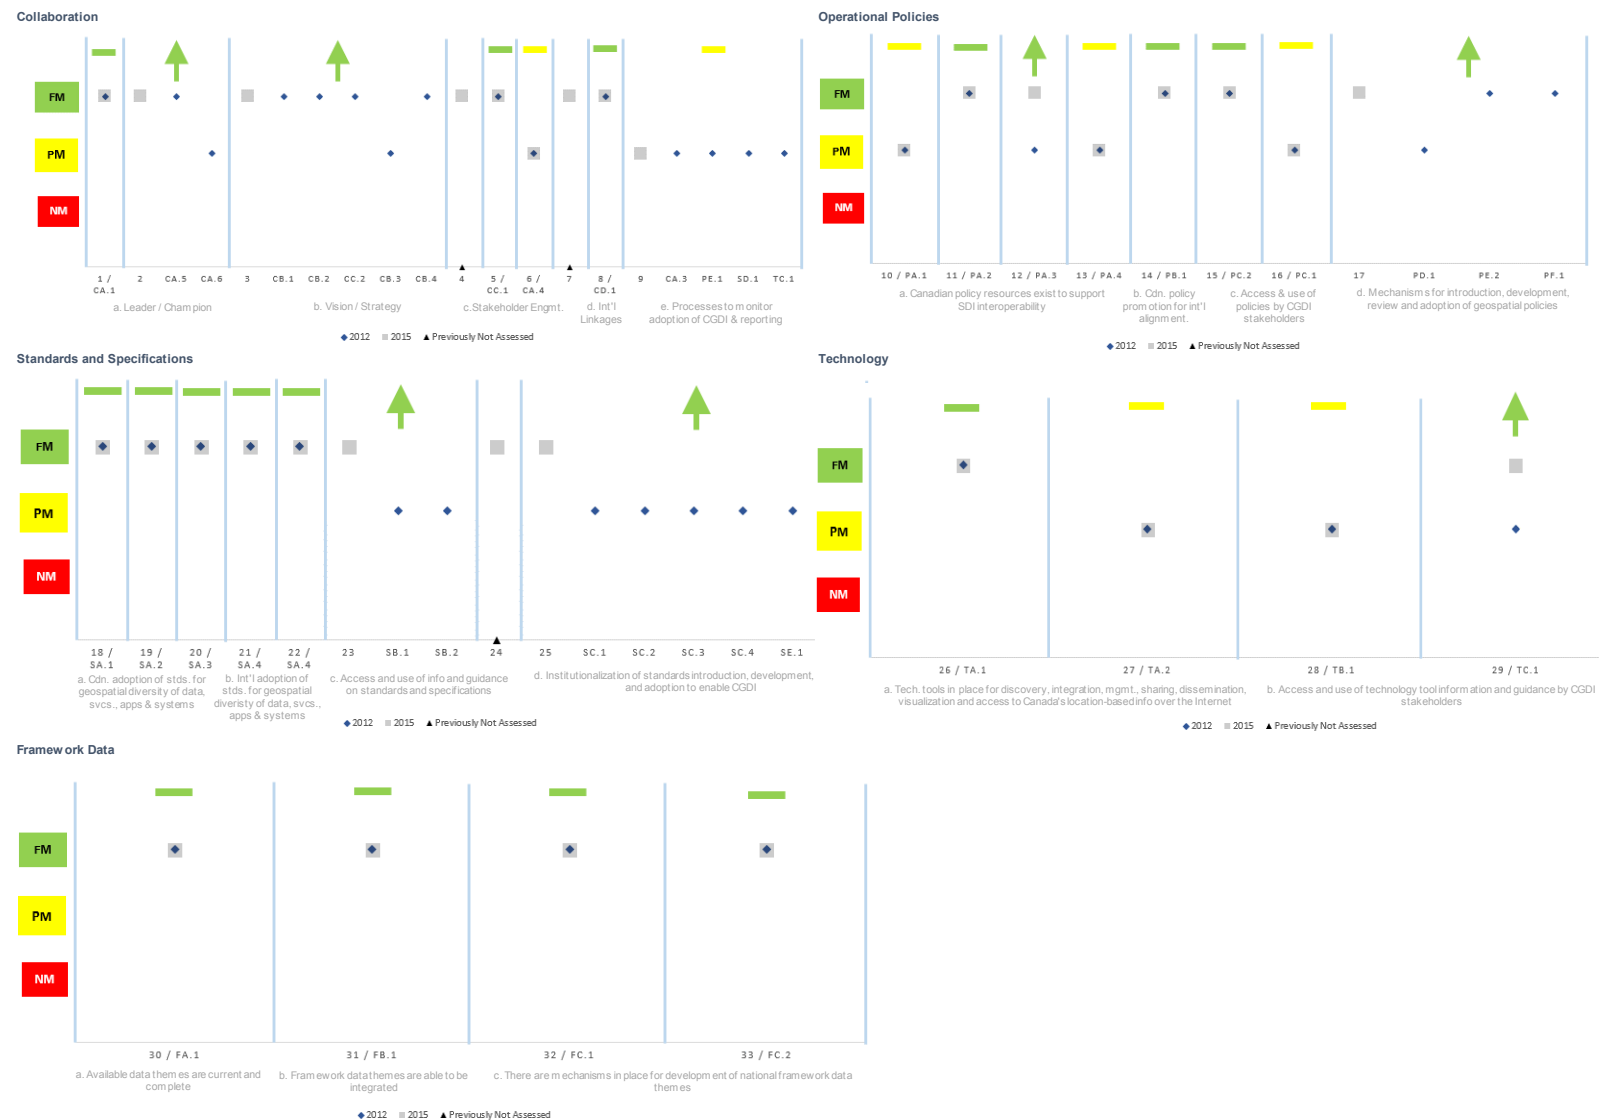 Collaboration
FM
PM
NM
1 / CA.1
2
CA.5
CA.6
3
CB.1
CB.2
CC.2
CB.3
CB.4
4
5 / CC.1
6 / CA.4
7
8 / CD.1
9
CA.3
PE.1
SD.1
TC.1
a. Leader / Champion
b. Vision / Strategy
c.Stakeholder Engmt.
d. Int'l
Linkages
e. Processes to monitor
adoption of CGDI & reporting
2012 2015 Previously Not Assessed
Operational Policies
FM
PM
NM
10 / PA.1
11 / PA.2
12 / PA.3
13 / PA.4
14 / PB.1
15 / PC.2
16 / PC.1
17
PD.1
PE.2
PF.1
a. Canadian policy resources exist to support
SDI interoperability
b. Cdn. policy
promotion for int'l
alignment.
c. Access & use of
policies by CGDI
stakeholders
d. Mechanisms for introduction, development,
review and adoption of geospatial policies
2012 2015 Previously Not Assessed
Standards and Specifications
FM
PM
NM
18 /
SA.1
19 /
SA.2
20 /
SA.3
21 /
SA.4
22 /
SA.4
23
SB.1
SB.2
24
25
SC.1
SC.2
SC.3
SC.4
SE.1
a. Cdn. adoption of stds. for
geospatial diversity of data,
svcs., apps & systems
b. Int'l adoption of
stds. for geospatial
diveristy of data, svcs.,
apps & systems
c. Access and use of info and guidance
on standards and specifications
d. Institutionalization of standards introduction, development,
and adoption to enable CGDI
2012 2015 Previously Not Assessed
Technology
FM
PM
NM
26 / TA.1
27 / TA.2
28 / TB.1
29 / TC.1
a. Tech. tools in place for discovery, integration, mgmt., sharing, dissemination,
visualization and access to Canada's location-based info over the Internet
b. Access and use of technology tool information and guidance by CGDI
stakeholders
2012 2015 Previously Not Assessed
Framework Data
FM
PM
NM
30 / FA.1
31 / FB.1
32 / FC.1
33 / FC.2
a. Available data themes are current and
complete
b. Framework data themes are able to be
integrated
c. There are mechanisms in place for development of national framework data
themes
2012 2015 Previously Not Assessed